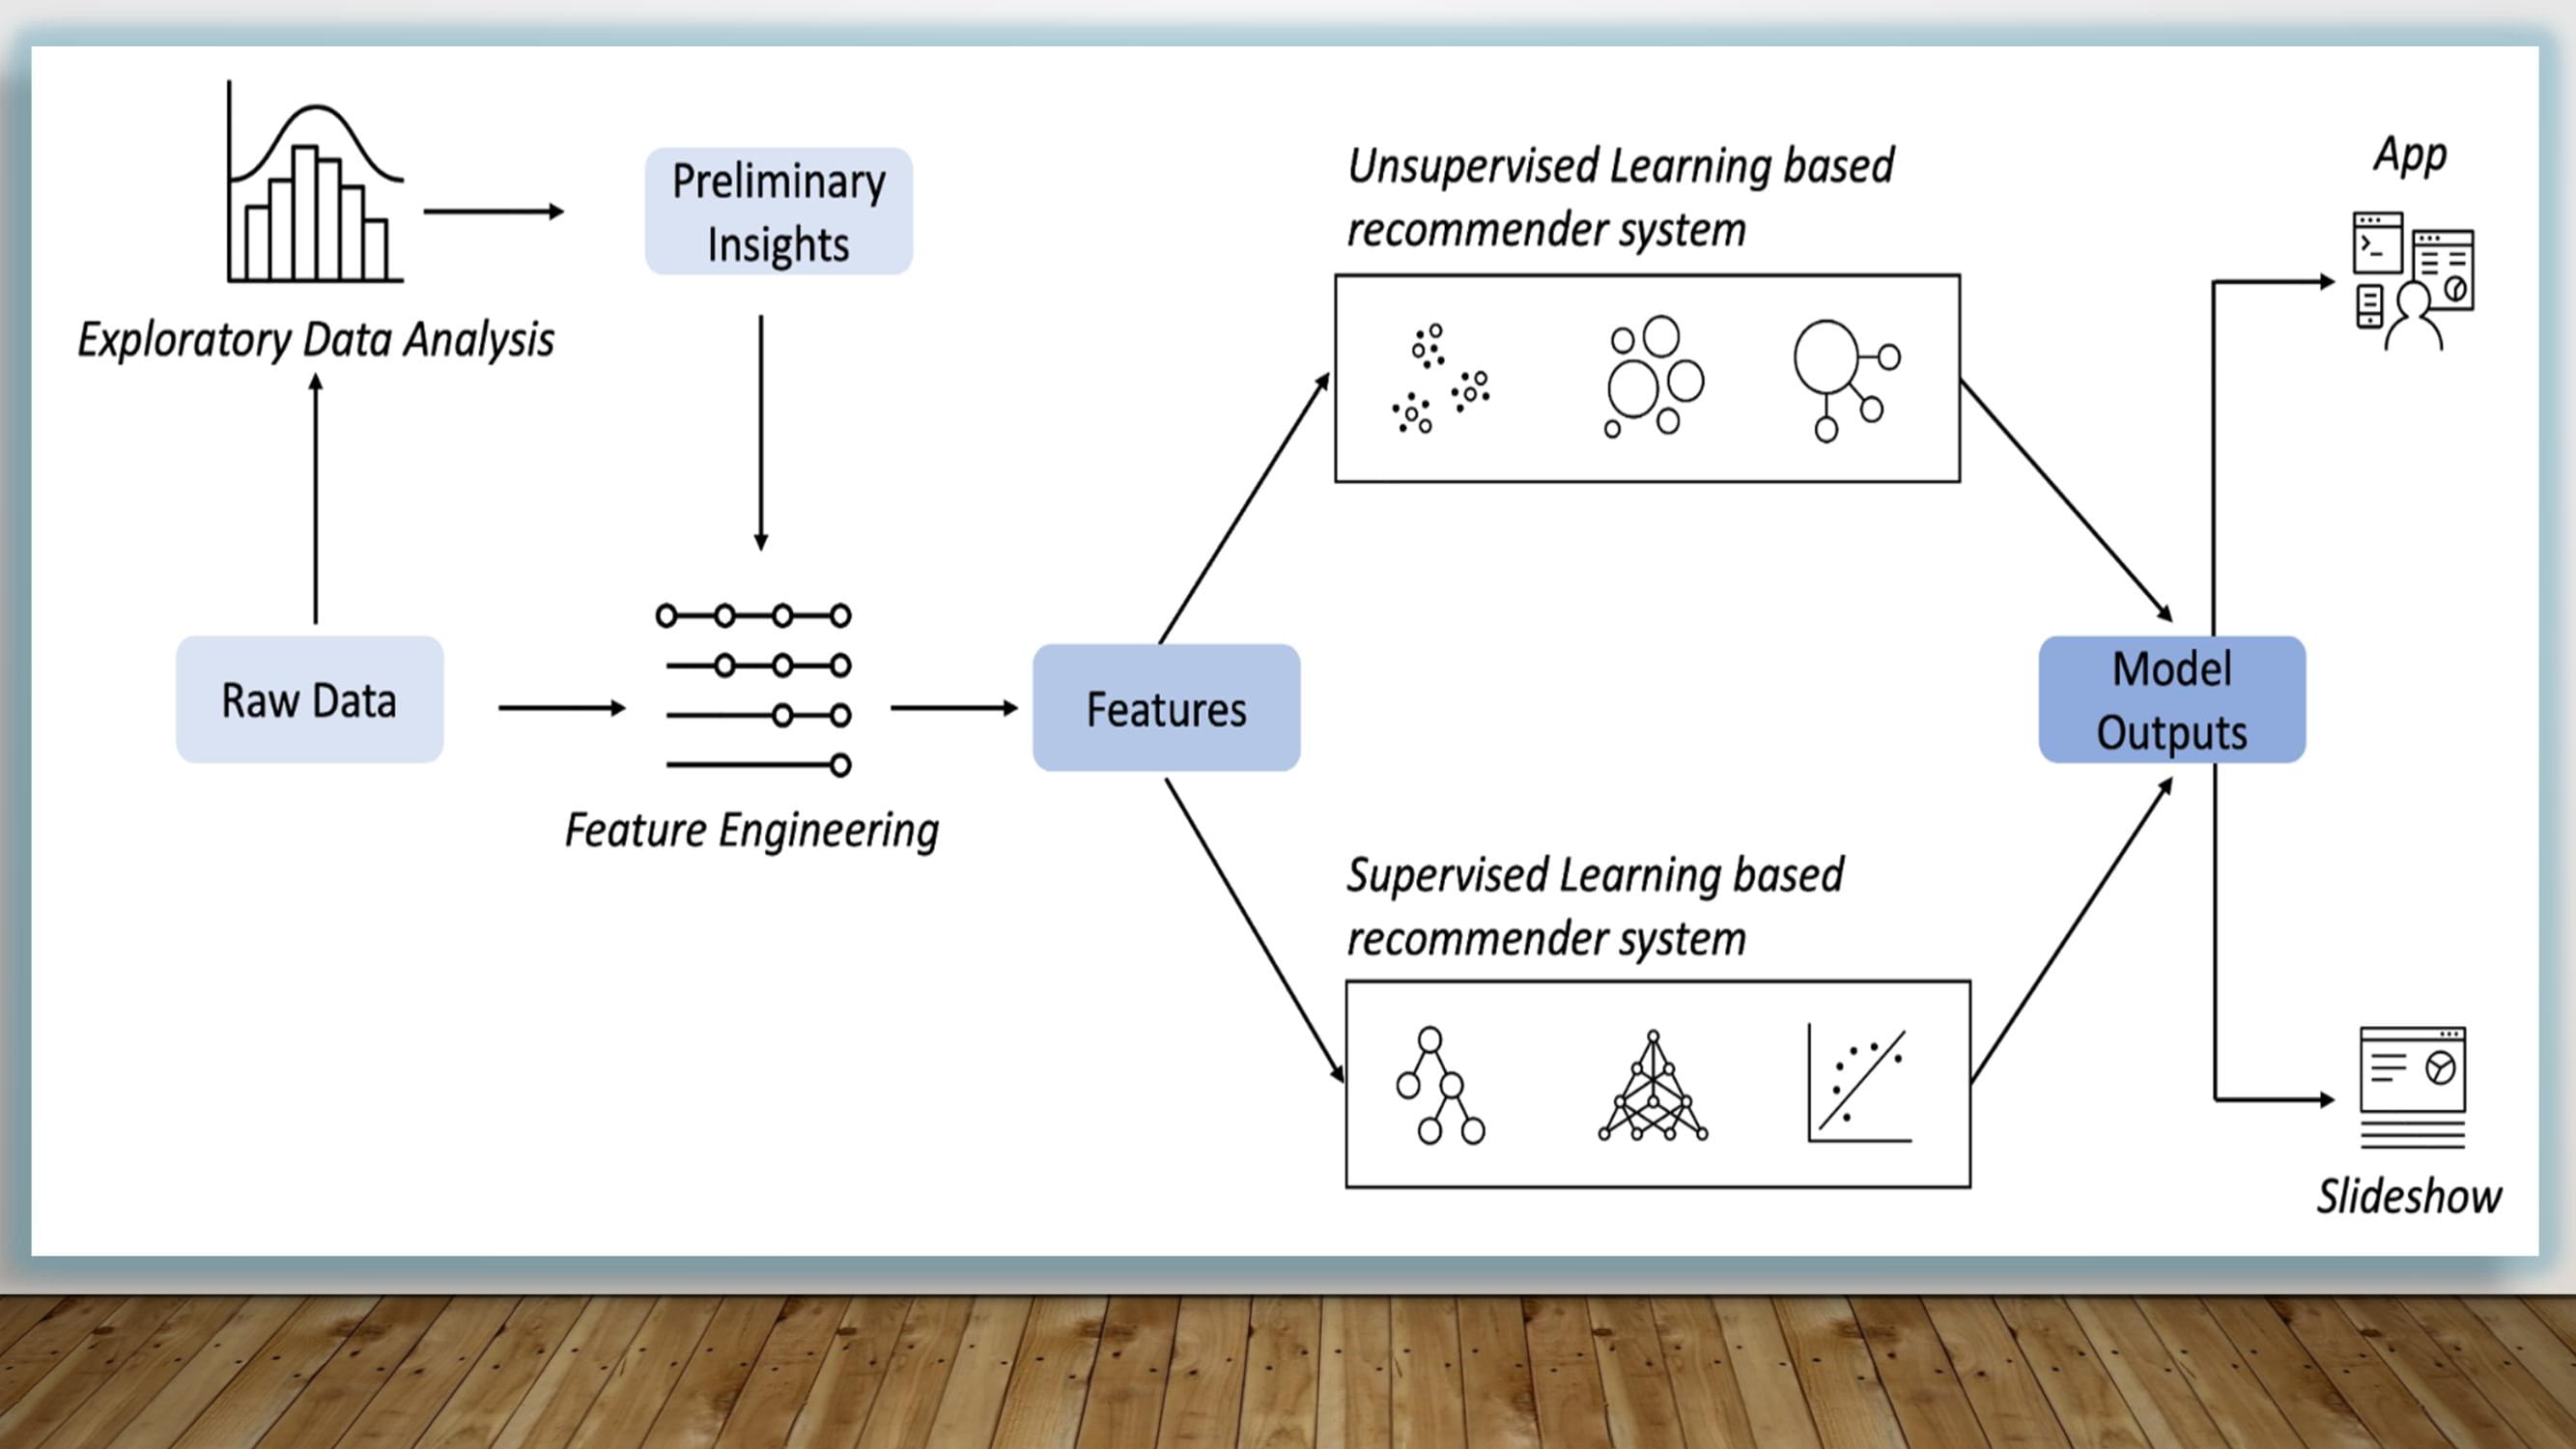 Exploratory Data Analysis
Preliminary
Insights
Raw Data
Feature Engineering
Features
Unsupervised Learning based
recommender system
Supervised Learning based
recommender system
Model
Outputs
App
Slideshow